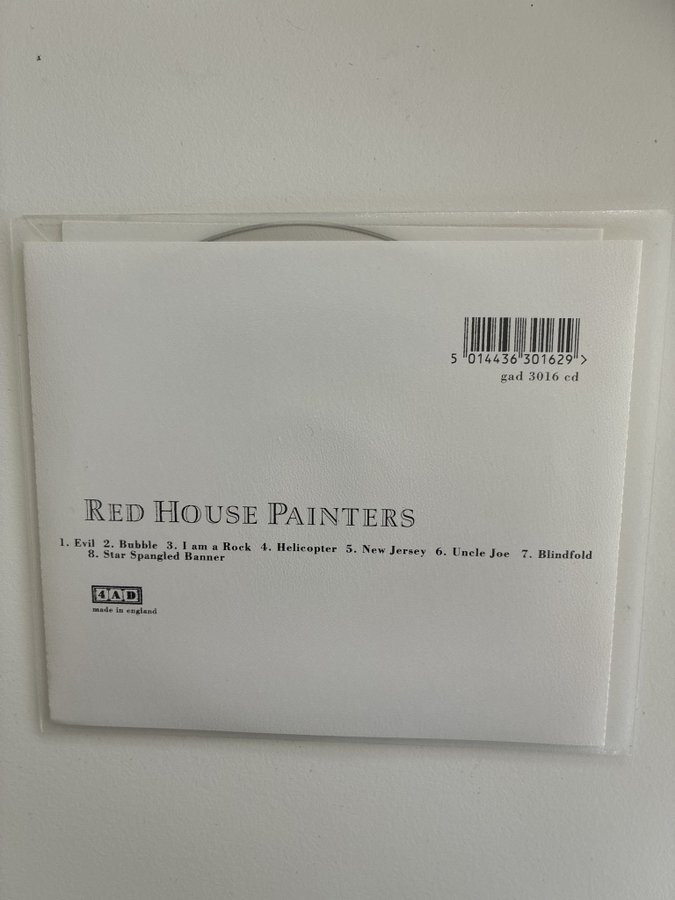 5 014436 301629 >
gad 3016 cd
RED HOUSE PAINTERS
1. Evil 2. Bubble 3. I am a Rock 4. Helicopter 5. New Jersey 6. Uncle Joe 7. Blindfold
8. Star Spangled Banner
4AD
made in england